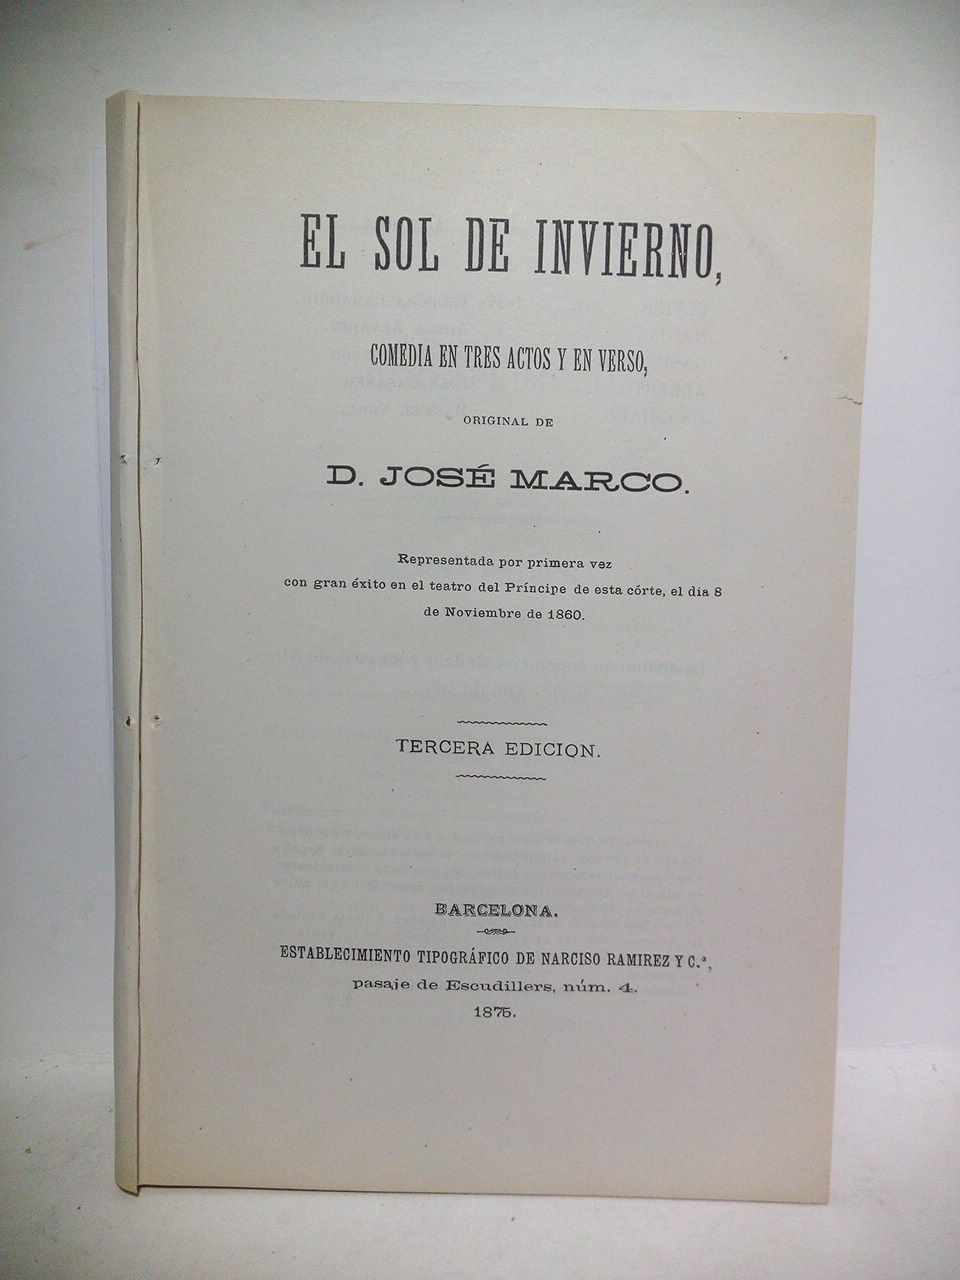 EL SOL DE INVIERNO,
COMEDIA EN TRES ACTOS Y EN VERSO,
ORIGINAL DE
D. JOSÉ MARCO.
Representada por primera vez
con gran éxito en el teatro del Príncipe de esta córte, el dia 8
de Noviembre de 1860.
TERCERA EDICION.
BARCELONA.
ESTABLECIMIENTO TIPOGRÁFICO DE NARCISO RAMIREZ Y C.ª,
pasaje de Escudillers, núm. 4.
1875.